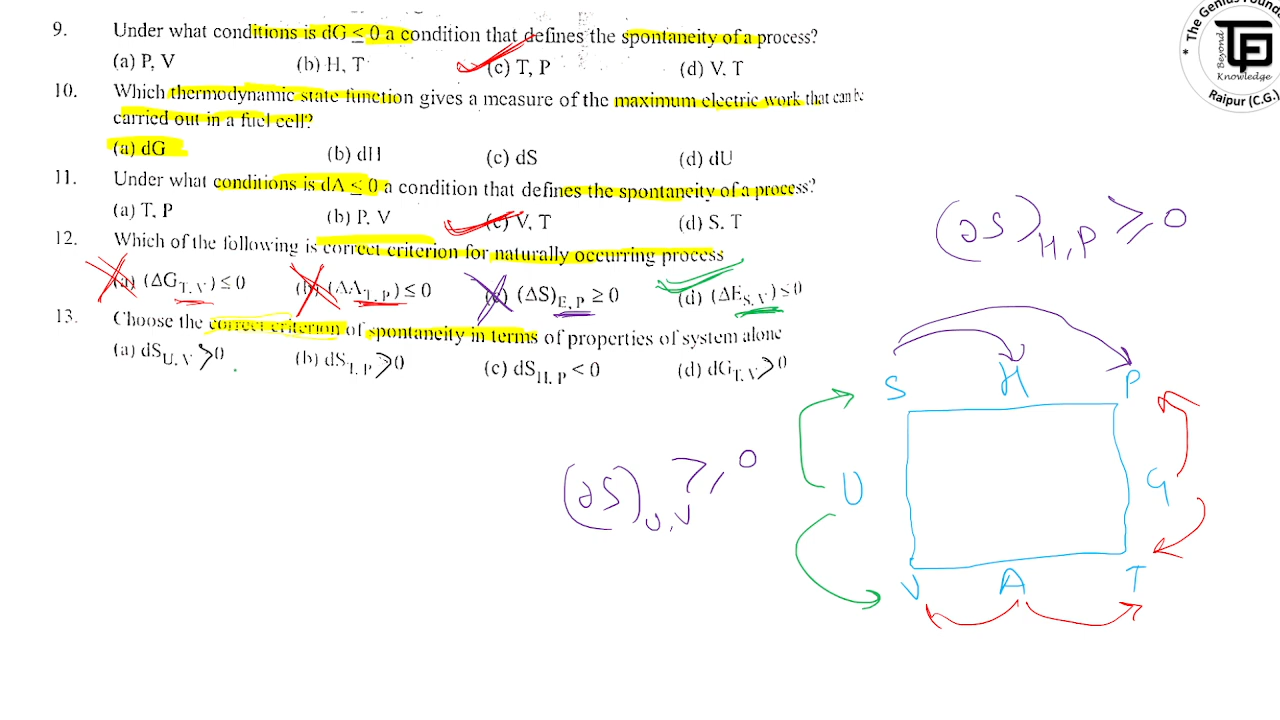 9. Under what conditions is dG ≤ 0 a condition that defines the spontaneity of a process?
(a) P, V (b) H, T (c) T, P (d) V, T
10. Which thermodynamic state function gives a measure of the maximum electric work that can be
carried out in a fuel cell?
(a) dG (b) dH (c) dS (d) dU
11. Under what conditions is dA ≤ 0 a condition that defines the spontaneity of a process?
(a) T, P (b) P, V (c) V, T (d) S, T
12. Which of the following is correct criterion for naturally occurring process
(a) (ΔG_T, V) ≤ 0 (b) (ΔA_T, P) ≤ 0 (c) (ΔS)_E, P ≥ 0 (d) (ΔE_S, V) ≤ 0
13. Choose the correct criterion of spontaneity in terms of properties of system alone
(a) dS_U, V >0 (b) dS_T, P >0 (c) dS_H, P < 0 (d) dG_T, V >0
(∂S)_H,P ≥ 0
(∂S)_U,V ≥ 0
S H P
U G
V A T
* The Genius Found
Beyond
Knowledge
Raipur (C.G.)